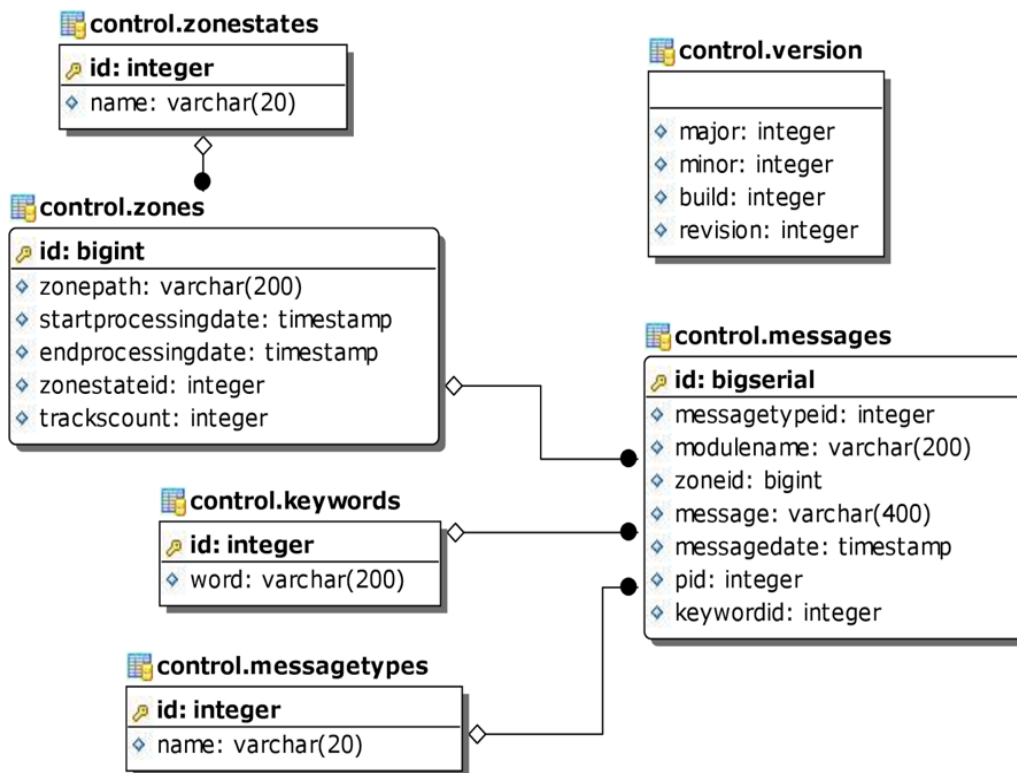 control.zonestates
id: integer
name: varchar(20)
control.version
major: integer
minor: integer
build: integer
revision: integer
control.zones
id: bigint
zonepath: varchar(200)
startprocessingdate: timestamp
endprocessingdate: timestamp
zonestateid: integer
trackscount: integer
control.messages
id: bigserial
messagetypeid: integer
modulename: varchar(200)
zoneid: bigint
message: varchar(400)
messagedate: timestamp
pid: integer
keywordid: integer
control.keywords
id: integer
word: varchar(200)
control.messagetypes
id: integer
name: varchar(20)